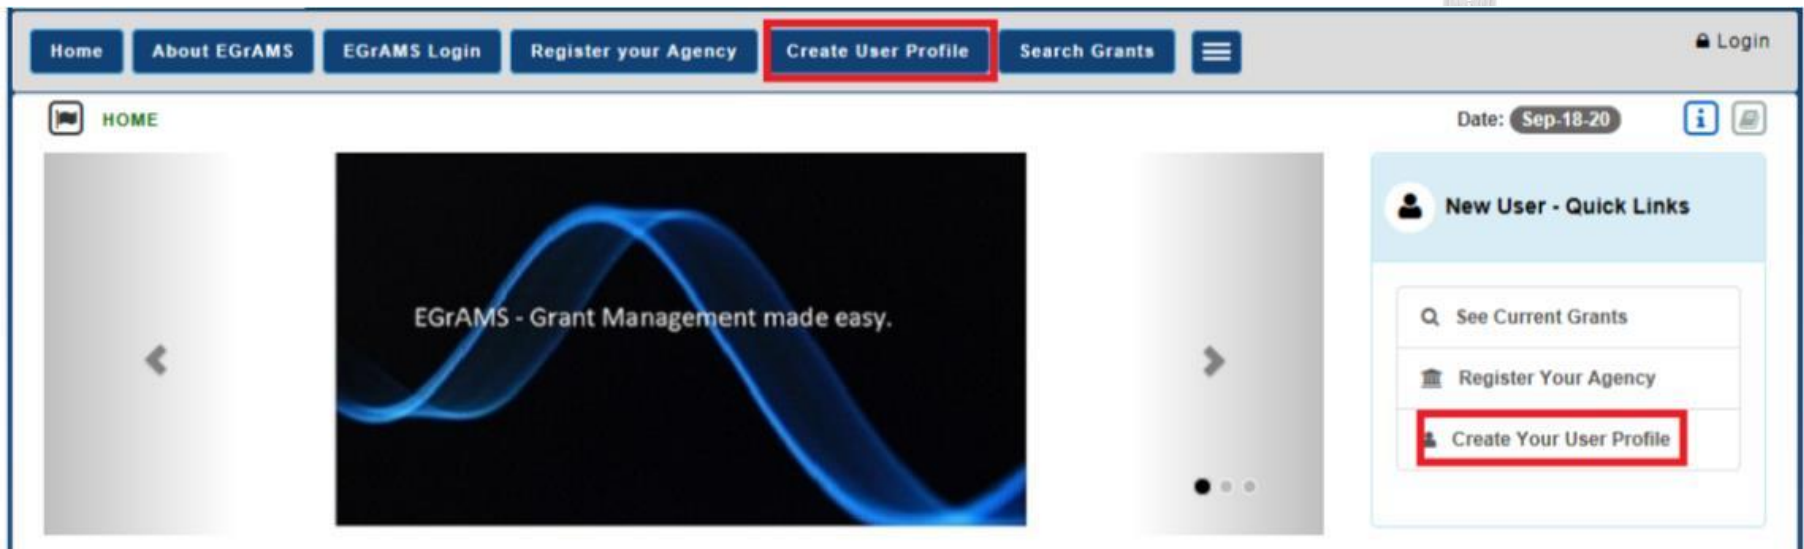 Home About EGrAMS EGrAMS Login Register your Agency Create User Profile Search Grants Login
HOME Date: Sep-18-20
New User - Quick Links
EGrAMS - Grant Management made easy.
See Current Grants
Register Your Agency
Create Your User Profile